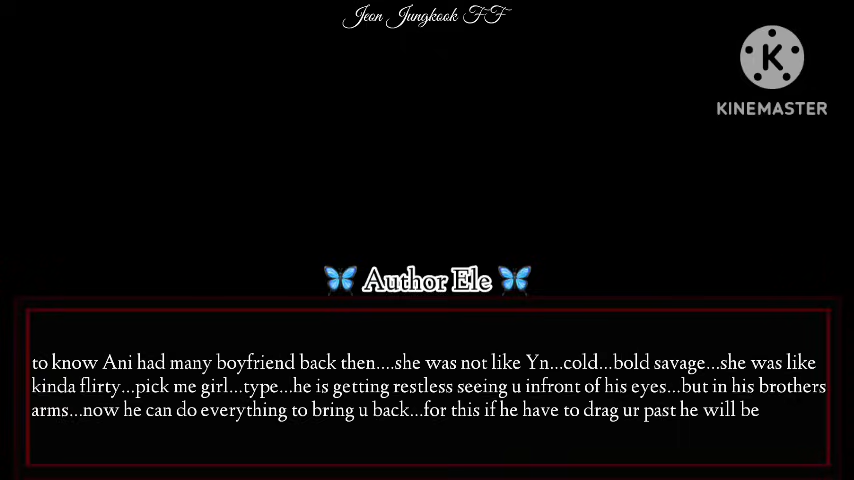 Jeon Jungkook FF
KINEMASTER
Author Ele
to know Ani had many boyfriend back then....she was not like Yn...cold...bold savage...she was like
kinda flirty...pick me girl...type...he is getting restless seeing u infront of his eyes...but in his brothers
arms...now he can do everything to bring u back...for this if he have to drag ur past he will be